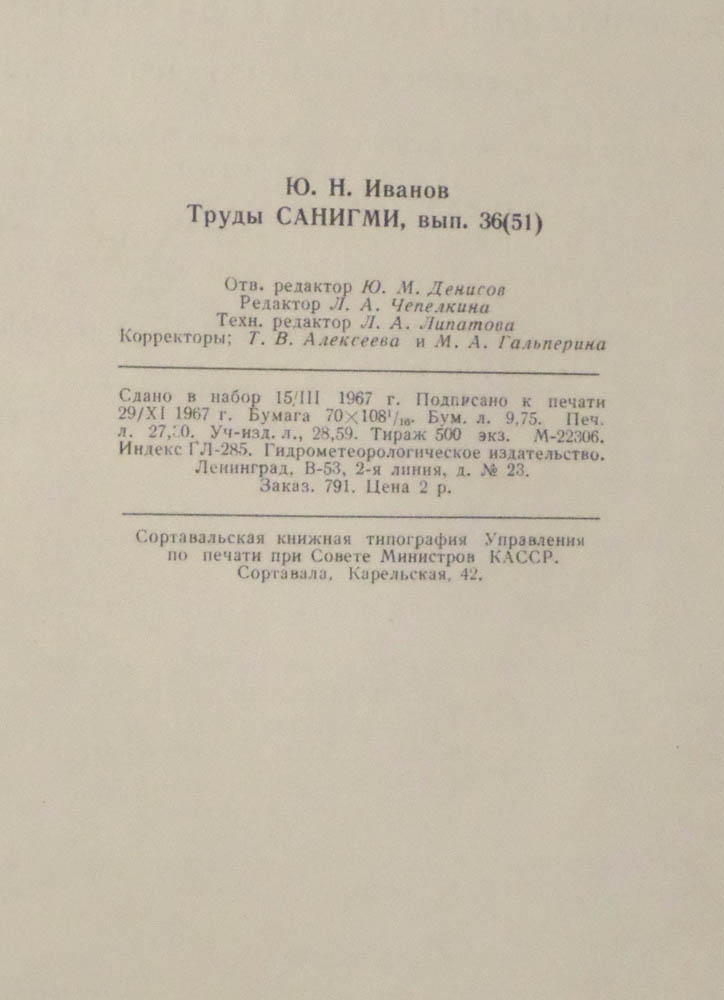 Ю. Н. Иванов
Труды САНИГМИ, вып. 36(51)
Отв. редактор Ю. М. Денисов
Редактор Л. А. Чепелкина
Техн. редактор Л. А. Липатова
Корректоры; Т. В. Алексеева и М. А. Гальперина
Сдано в набор 15/III 1967 г. Подписано к печати
29/XI 1967 г. Бумага 70×108¹/₁₆. Бум. л. 9,75. Печ.
л. Уч-изд. л., 28,59. Тираж 500 экз. М-22306.
Индекс ГЛ-285. Гидрометеорологическое издательство.
Ленинград, В-53, 2-я линия, д. № 23.
Заказ. 791. Цена 2 р.
Сортавальская книжная типография Управления
по печати при Совете Министров КАССР.
Сортавала, Карельская, 42.